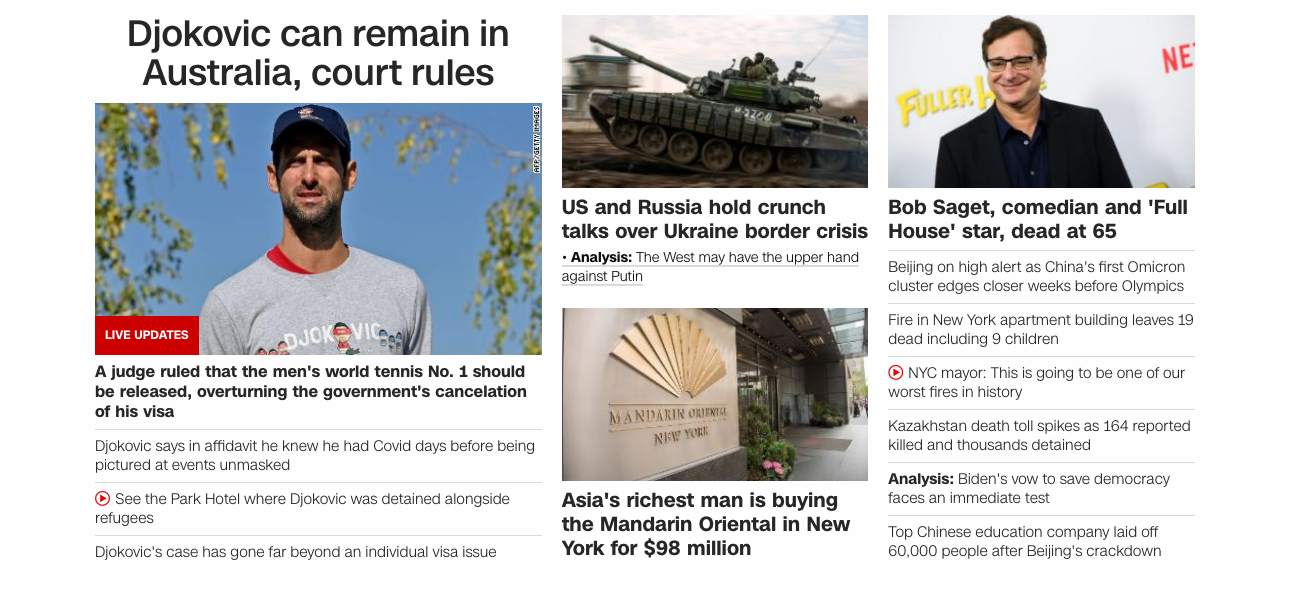 Djokovic can remain in
Australia, court rules
AFP/GETTY IMAGES
DJOKOVIC
LIVE UPDATES
A judge ruled that the men's world tennis No. 1 should
be released, overturning the government's cancelation
of his visa
Djokovic says in affidavit he knew he had Covid days before being
pictured at events unmasked
See the Park Hotel where Djokovic was detained alongside
refugees
Djokovic's case has gone far beyond an individual visa issue
US and Russia hold crunch
talks over Ukraine border crisis
• Analysis: The West may have the upper hand
against Putin
MANDARIN ORIENTAL
NEW YORK
Asia's richest man is buying
the Mandarin Oriental in New
York for $98 million
NE
FULLER H
Bob Saget, comedian and 'Full
House' star, dead at 65
Beijing on high alert as China's first Omicron
cluster edges closer weeks before Olympics
Fire in New York apartment building leaves 19
dead including 9 children
NYC mayor: This is going to be one of our
worst fires in history
Kazakhstan death toll spikes as 164 reported
killed and thousands detained
Analysis: Biden's vow to save democracy
faces an immediate test
Top Chinese education company laid off
60,000 people after Beijing's crackdown